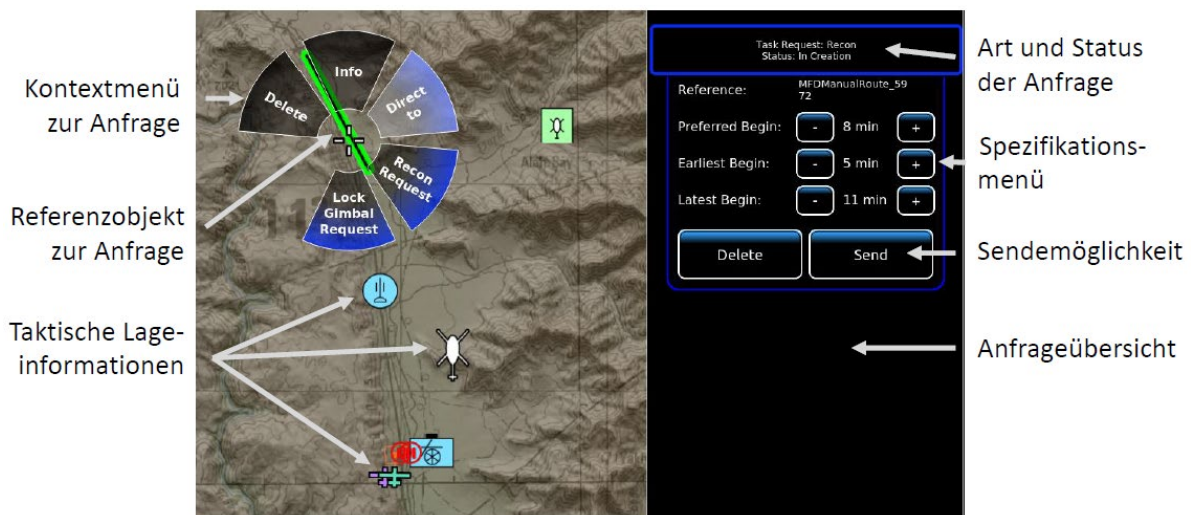 Kontextmenü
zur Anfrage
Referenzobjekt
zur Anfrage
Taktische Lage-
informationen
Info
Delete
Direct
to
Recon
Request
Lock
Gimbal
Request
Task Request: Recon
Status: In Creation
Reference: MFDManualRoute_59
72
Preferred Begin: - 8 min +
Earliest Begin: - 5 min +
Latest Begin: - 11 min +
Delete Send
Art und Status
der Anfrage
Spezifikations-
menü
Sendemöglichkeit
Anfrageübersicht